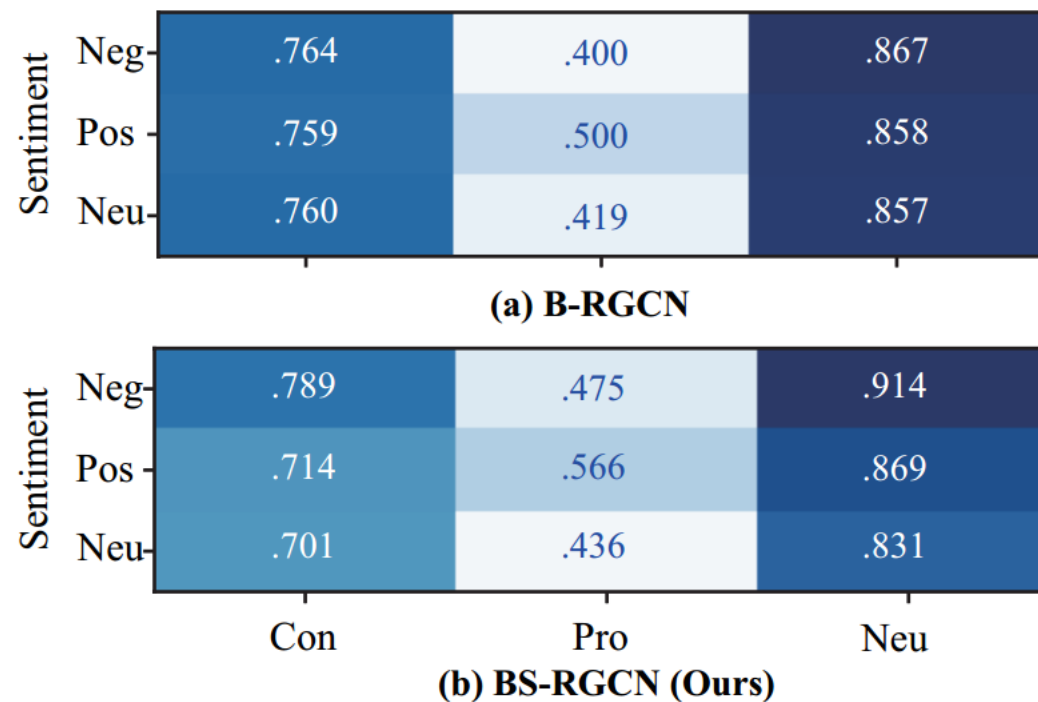 Sentiment
Neg .764 .400 .867
Pos .759 .500 .858
Neu .760 .419 .857
(a) B-RGCN
Sentiment
Neg .789 .475 .914
Pos .714 .566 .869
Neu .701 .436 .831
Con Pro Neu
(b) BS-RGCN (Ours)